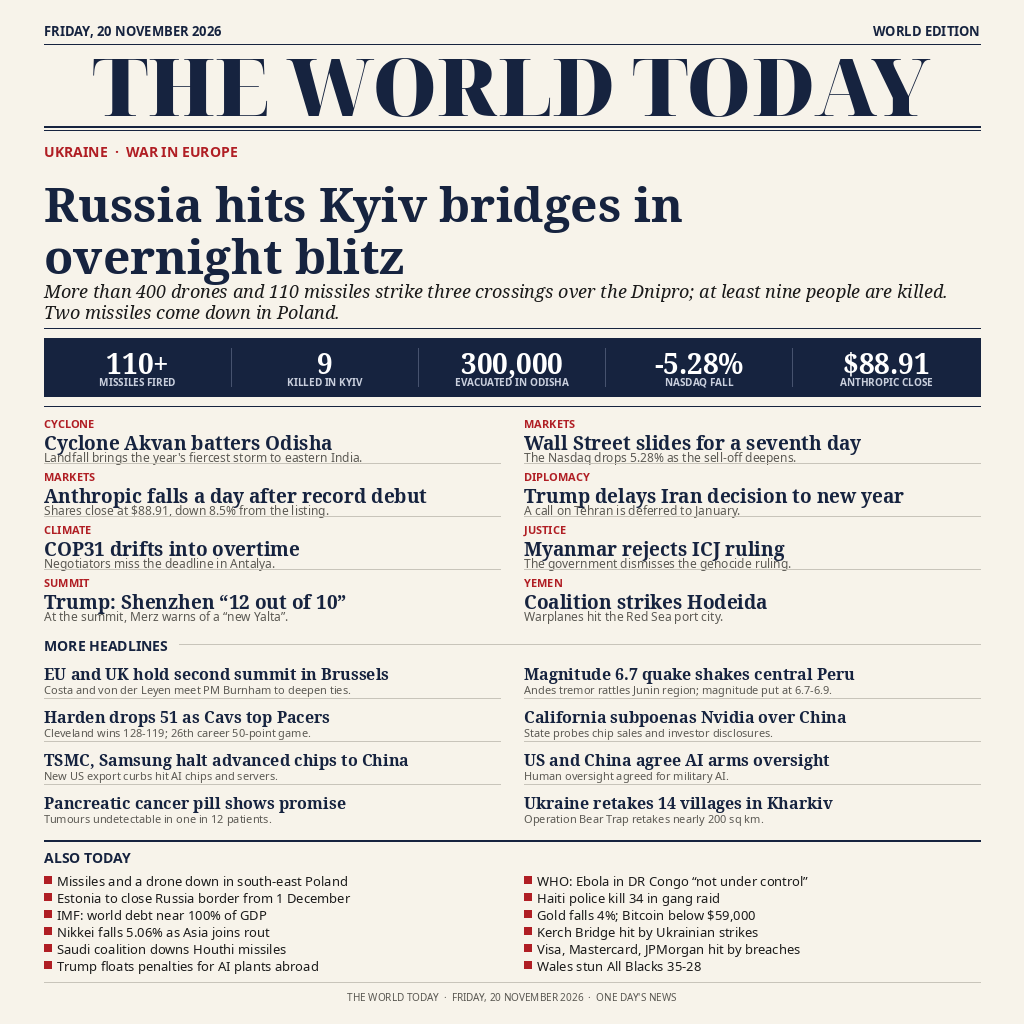 FRIDAY, 20 NOVEMBER 2026
WORLD EDITION
THE WORLD TODAY
UKRAINE · WAR IN EUROPE
Russia hits Kyiv bridges in
overnight blitz
More than 400 drones and 110 missiles strike three crossings over the Dnipro; at least nine people are killed.
Two missiles come down in Poland.
110+
MISSILES FIRED
9
KILLED IN KYIV
300,000
EVACUATED IN ODISHA
-5.28%
NASDAQ FALL
$88.91
ANTHROPIC CLOSE
CYCLONE
Cyclone Akvan batters Odisha
Landfall brings the year's fiercest storm to eastern India.
MARKETS
Wall Street slides for a seventh day
The Nasdaq drops 5.28% as the sell-off deepens.
MARKETS
Anthropic falls a day after record debut
Shares close at $88.91, down 8.5% from the listing.
DIPLOMACY
Trump delays Iran decision to new year
A call on Tehran is deferred to January.
CLIMATE
COP31 drifts into overtime
Negotiators miss the deadline in Antalya.
JUSTICE
Myanmar rejects ICJ ruling
The government dismisses the genocide ruling.
SUMMIT
Trump: Shenzhen “12 out of 10”
At the summit, Merz warns of a “new Yalta”.
YEMEN
Coalition strikes Hodeida
Warplanes hit the Red Sea port city.
MORE HEADLINES
EU and UK hold second summit in Brussels
Costa and von der Leyen meet PM Burnham to deepen ties.
Magnitude 6.7 quake shakes central Peru
Andes tremor rattles Junin region; magnitude put at 6.7-6.9.
Harden drops 51 as Cavs top Pacers
Cleveland wins 128-119; 26th career 50-point game.
California subpoenas Nvidia over China
State probes chip sales and investor disclosures.
TSMC, Samsung halt advanced chips to China
New US export curbs hit AI chips and servers.
US and China agree AI arms oversight
Human oversight agreed for military AI.
Pancreatic cancer pill shows promise
Tumours undetectable in one in 12 patients.
Ukraine retakes 14 villages in Kharkiv
Operation Bear Trap retakes nearly 200 sq km.
ALSO TODAY
Missiles and a drone down in south-east Poland
Estonia to close Russia border from 1 December
IMF: world debt near 100% of GDP
Nikkei falls 5.06% as Asia joins rout
Saudi coalition downs Houthi missiles
Trump floats penalties for AI plants abroad
WHO: Ebola in DR Congo “not under control”
Haiti police kill 34 in gang raid
Gold falls 4%; Bitcoin below $59,000
Kerch Bridge hit by Ukrainian strikes
Visa, Mastercard, JPMorgan hit by breaches
Wales stun All Blacks 35-28
THE WORLD TODAY · FRIDAY, 20 NOVEMBER 2026 · ONE DAY'S NEWS